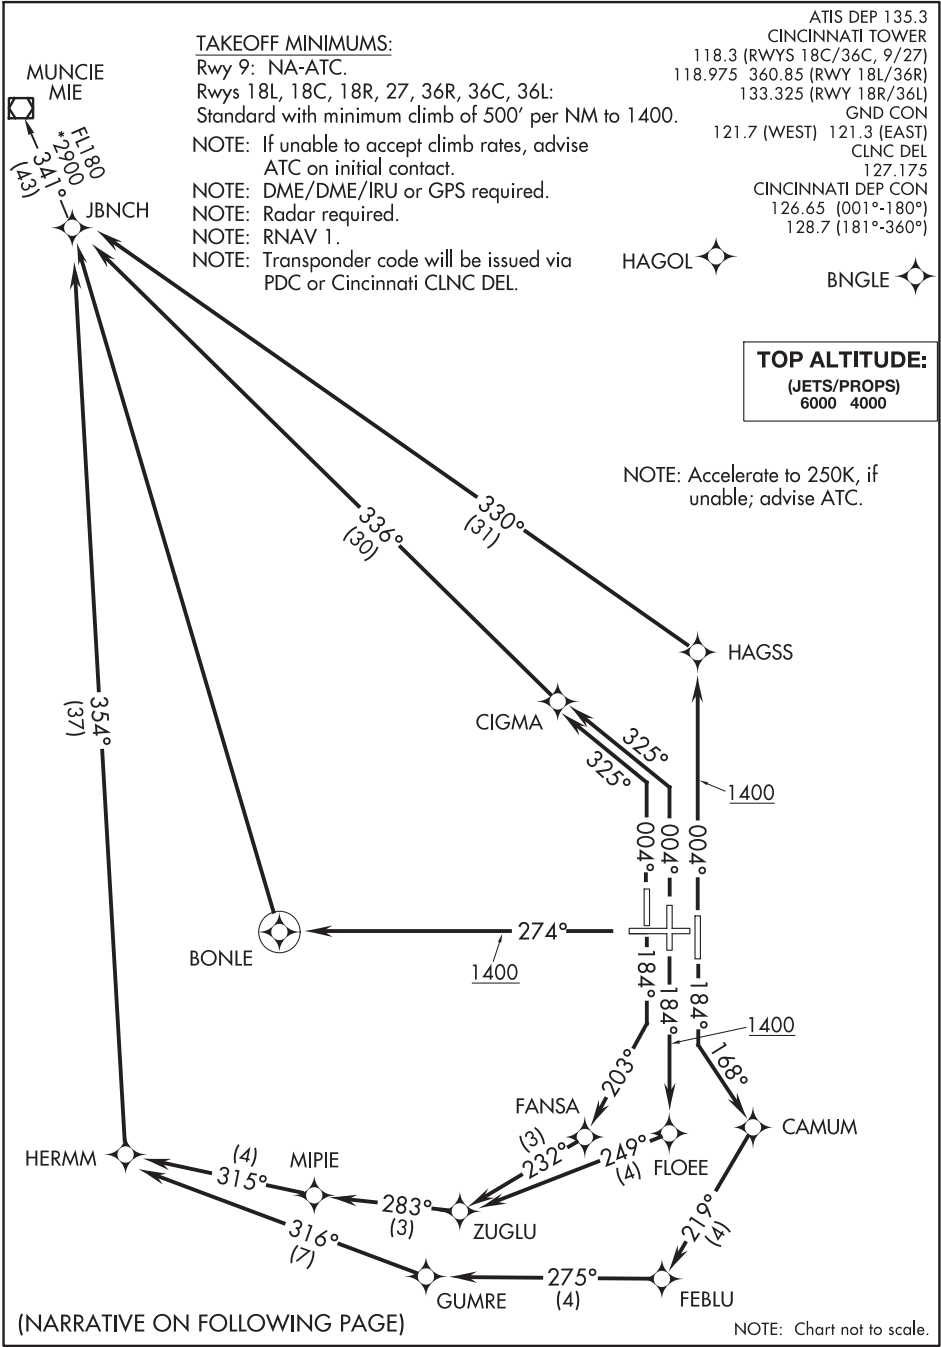 ATIS DEP 135.3
CINCINNATI TOWER
118.3 (RWYS 18C/36C, 9/27)
118.975 360.85 (RWY 18L/36R)
133.325 (RWY 18R/36L)
GND CON
121.7 (WEST) 121.3 (EAST)
CLNC DEL
127.175
CINCINNATI DEP CON
126.65 (001°-180°)
128.7 (181°-360°)
TAKEOFF MINIMUMS:
Rwy 9: NA-ATC.
Rwys 18L, 18C, 18R, 27, 36R, 36C, 36L:
Standard with minimum climb of 500' per NM to 1400.
NOTE: If unable to accept climb rates, advise
ATC on initial contact.
NOTE: DME/DME/IRU or GPS required.
NOTE: Radar required.
NOTE: RNAV 1.
NOTE: Transponder code will be issued via
PDC or Cincinnati CLNC DEL.
MUNCIE
MIE
FL180
*2900
341°
(43)
JBNCH
HAGOL
BNGLE
TOP ALTITUDE:
(JETS/PROPS)
6000 4000
NOTE: Accelerate to 250K, if
unable; advise ATC.
330°
(31)
336°
(30)
HAGSS
354°
(37)
CIGMA
325°
325°
1400
004°
004°
004°
274°
BONLE
1400
184°
184°
184°
1400
168°
203°
FANSA
CAMUM
(3)
232°
249°
(4)
FLOEE
HERMM
(4)
315°
MIPIE
283°
(3)
ZUGLU
219°
(4)
316°
(7)
275°
(4)
GUMRE
FEBLU
(NARRATIVE ON FOLLOWING PAGE)
NOTE: Chart not to scale.